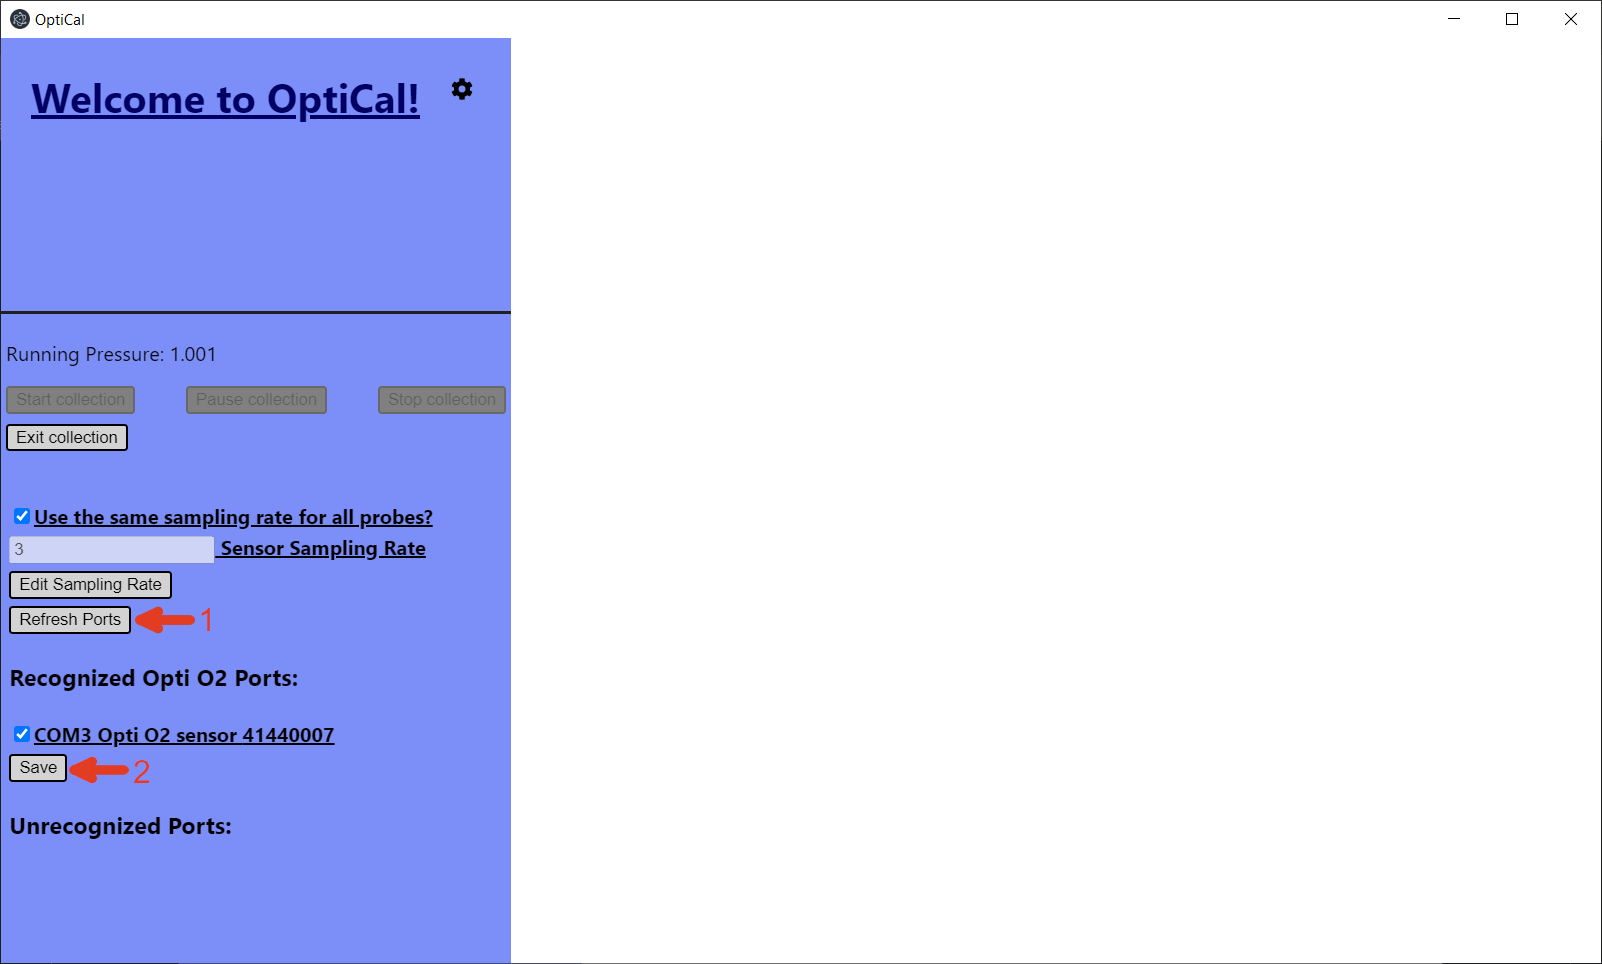 OptiCal
Welcome to OptiCal!
Running Pressure: 1.001
Start collection Pause collection Stop collection
Exit collection
Use the same sampling rate for all probes?
3 Sensor Sampling Rate
Edit Sampling Rate
Refresh Ports 1
Recognized Opti O2 Ports:
COM3 Opti O2 sensor 41440007
Save 2
Unrecognized Ports: